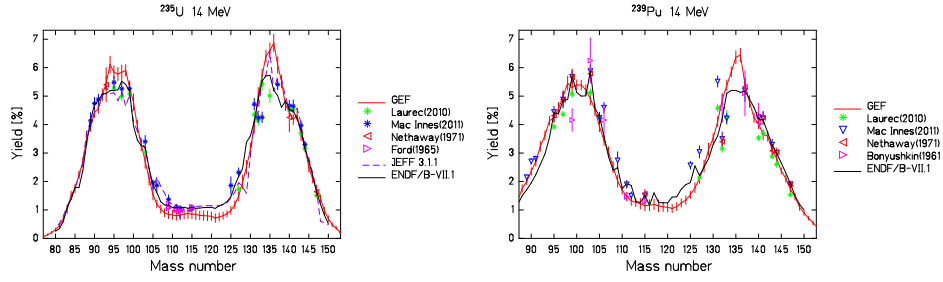 ²³⁵U 14 MeV
Yield [%]
7
6
5
4
3
2
1
0
80 85 90 95 100 105 110 115 120 125 130 135 140 145 150
Mass number
GEF
Laurec(2010)
Mac Innes(2011)
Nethaway(1971)
Ford(1965)
JEFF 3.1.1
ENDF/B-VII.1
²³⁹Pu 14 MeV
Yield [%]
7
6
5
4
3
2
1
0
90 95 100 105 110 115 120 125 130 135 140 145 150
Mass number
GEF
Laurec(2010)
Mac Innes(2011)
Nethaway(1971)
Bonyushkin(1961
ENDF/B-VII.1